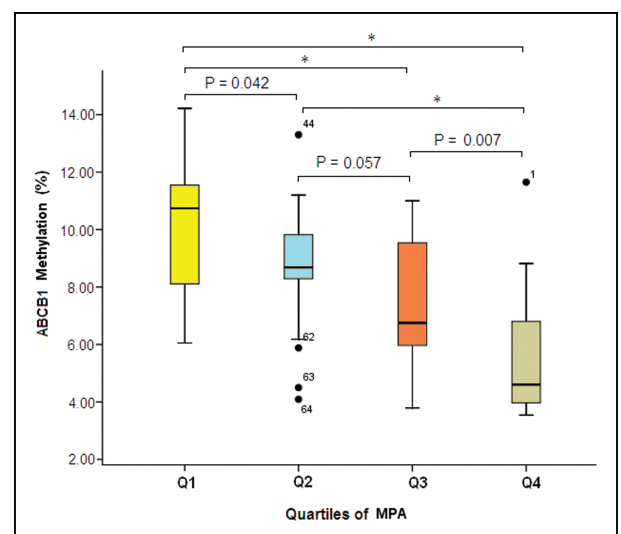 *
*
P = 0.042
*
44
P = 0.007
P = 0.057
1
62
63
64
14.00
12.00
10.00
8.00
6.00
4.00
2.00
ABCB1 Methylation (%)
Q1 Q2 Q3 Q4
Quartiles of MPA